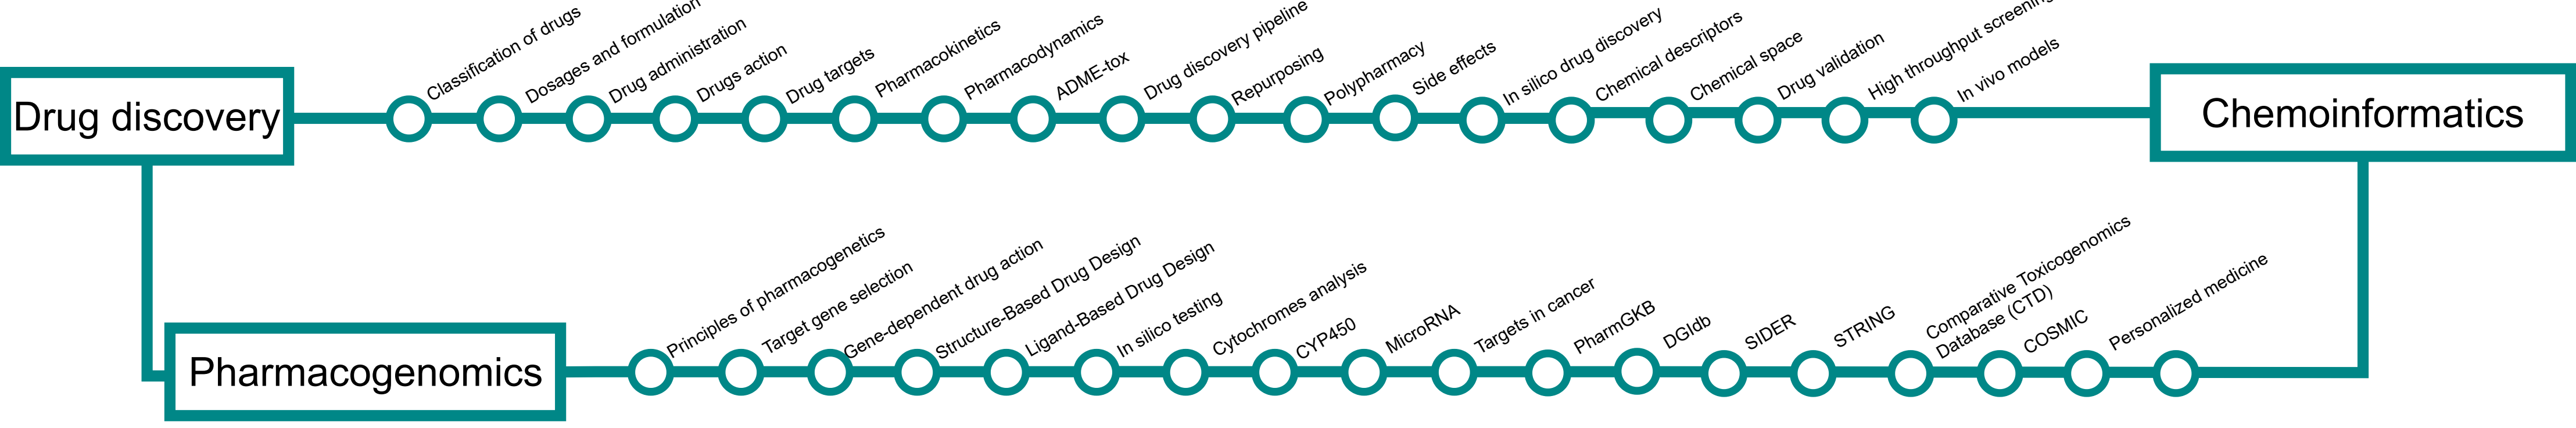 Drug discovery
Classification of drugs
Dosages and formulation
Drug administration
Drugs action
Drug targets
Pharmacokinetics
Pharmacodynamics
ADME-tox
Drug discovery pipeline
Repurposing
Polypharmacy
Side effects
In silico drug discovery
Chemical descriptors
Chemical space
Drug validation
High throughput screening
In vivo models
Chemoinformatics
Pharmacogenomics
Principles of pharmacogenetics
Target gene selection
Gene-dependent drug action
Structure-Based Drug Design
Ligand-Based Drug Design
In silico testing
Cytochromes analysis
CYP450
MicroRNA
Targets in cancer
PharmGKB
DGIdb
SIDER
STRING
Comparative Toxicogenomics
Database (CTD)
COSMIC
Personalized medicine